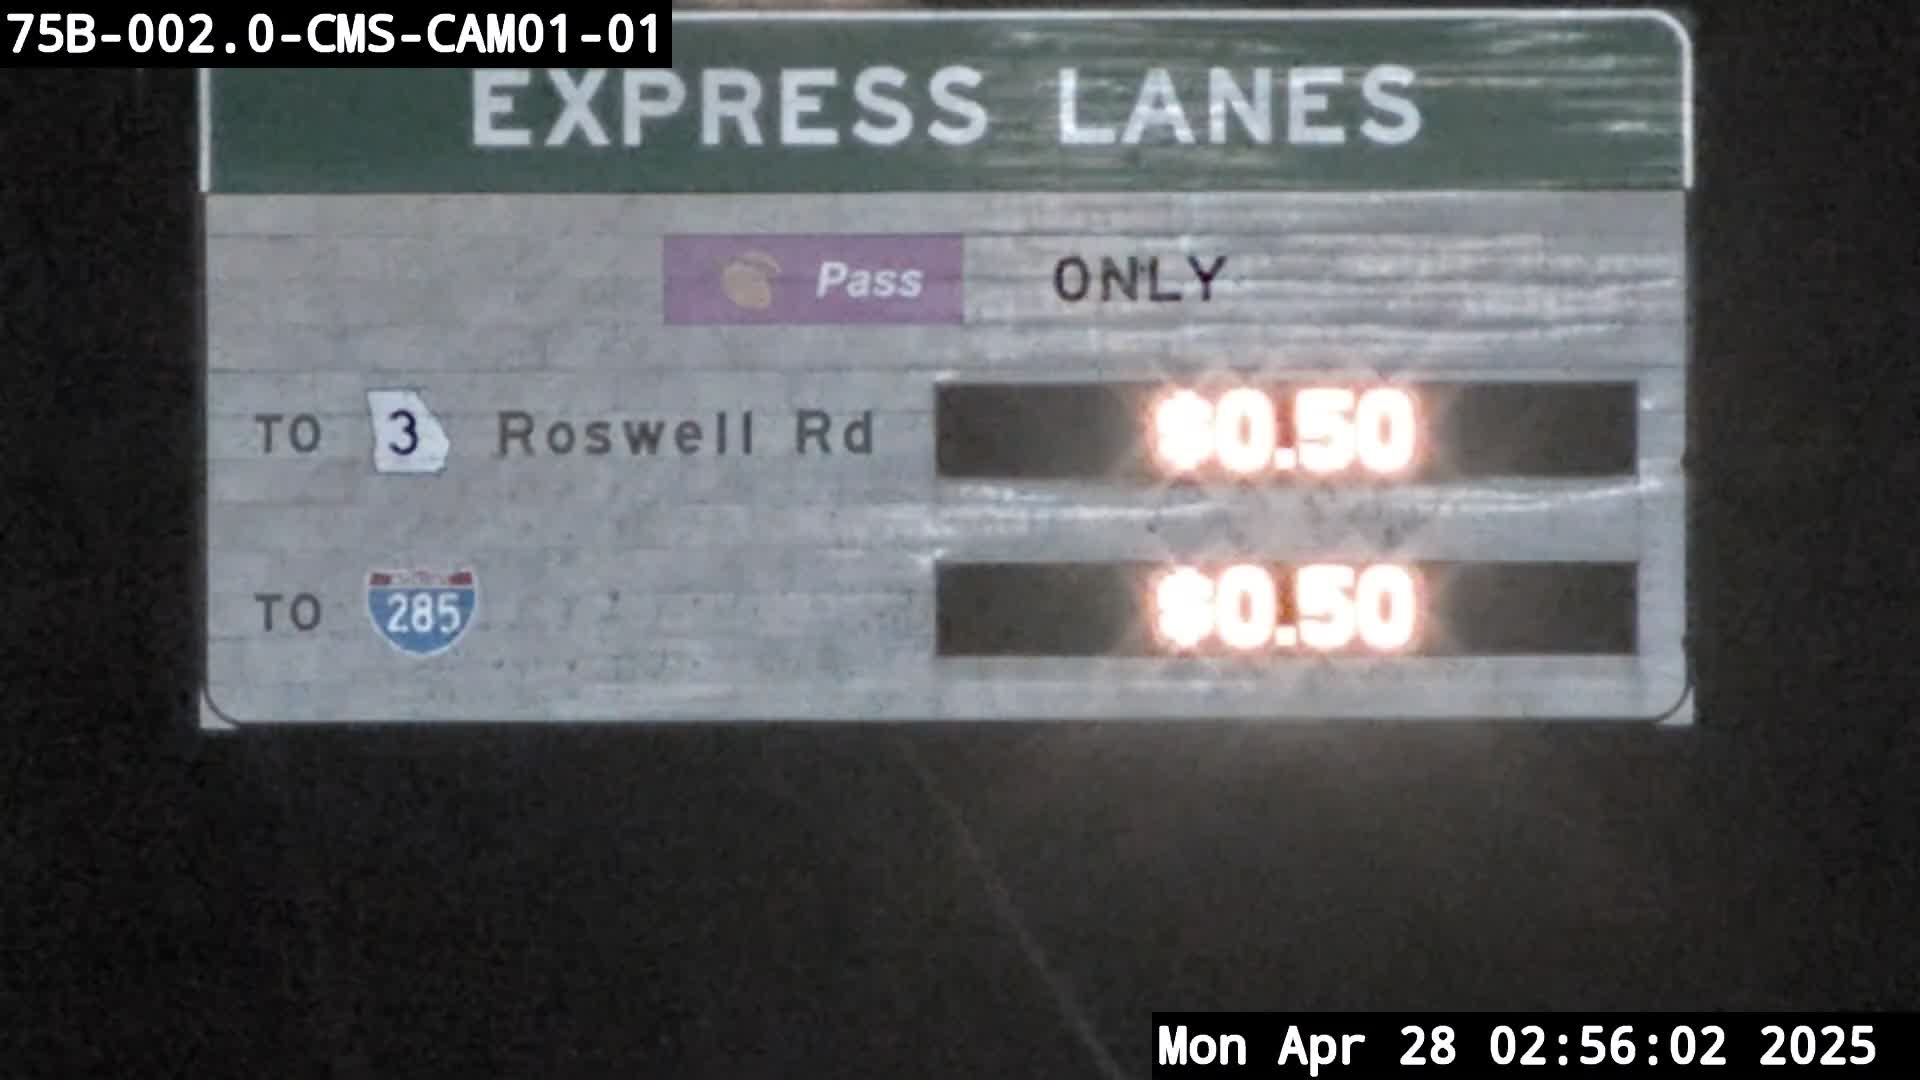 75B-002.0-CMS-CAM01-01
EXPRESS LANES
Pass ONLY
TO 3 Roswell Rd $0.50
TO 285 $0.50
Mon Apr 28 02:56:02 2025